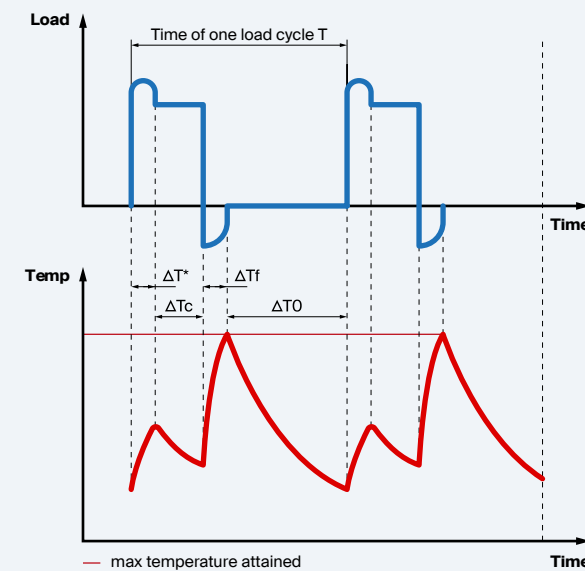 Load
Time of one load cycle T
Time
Temp
ΔT*
ΔTf
ΔTc
ΔT0
Time
max temperature attained